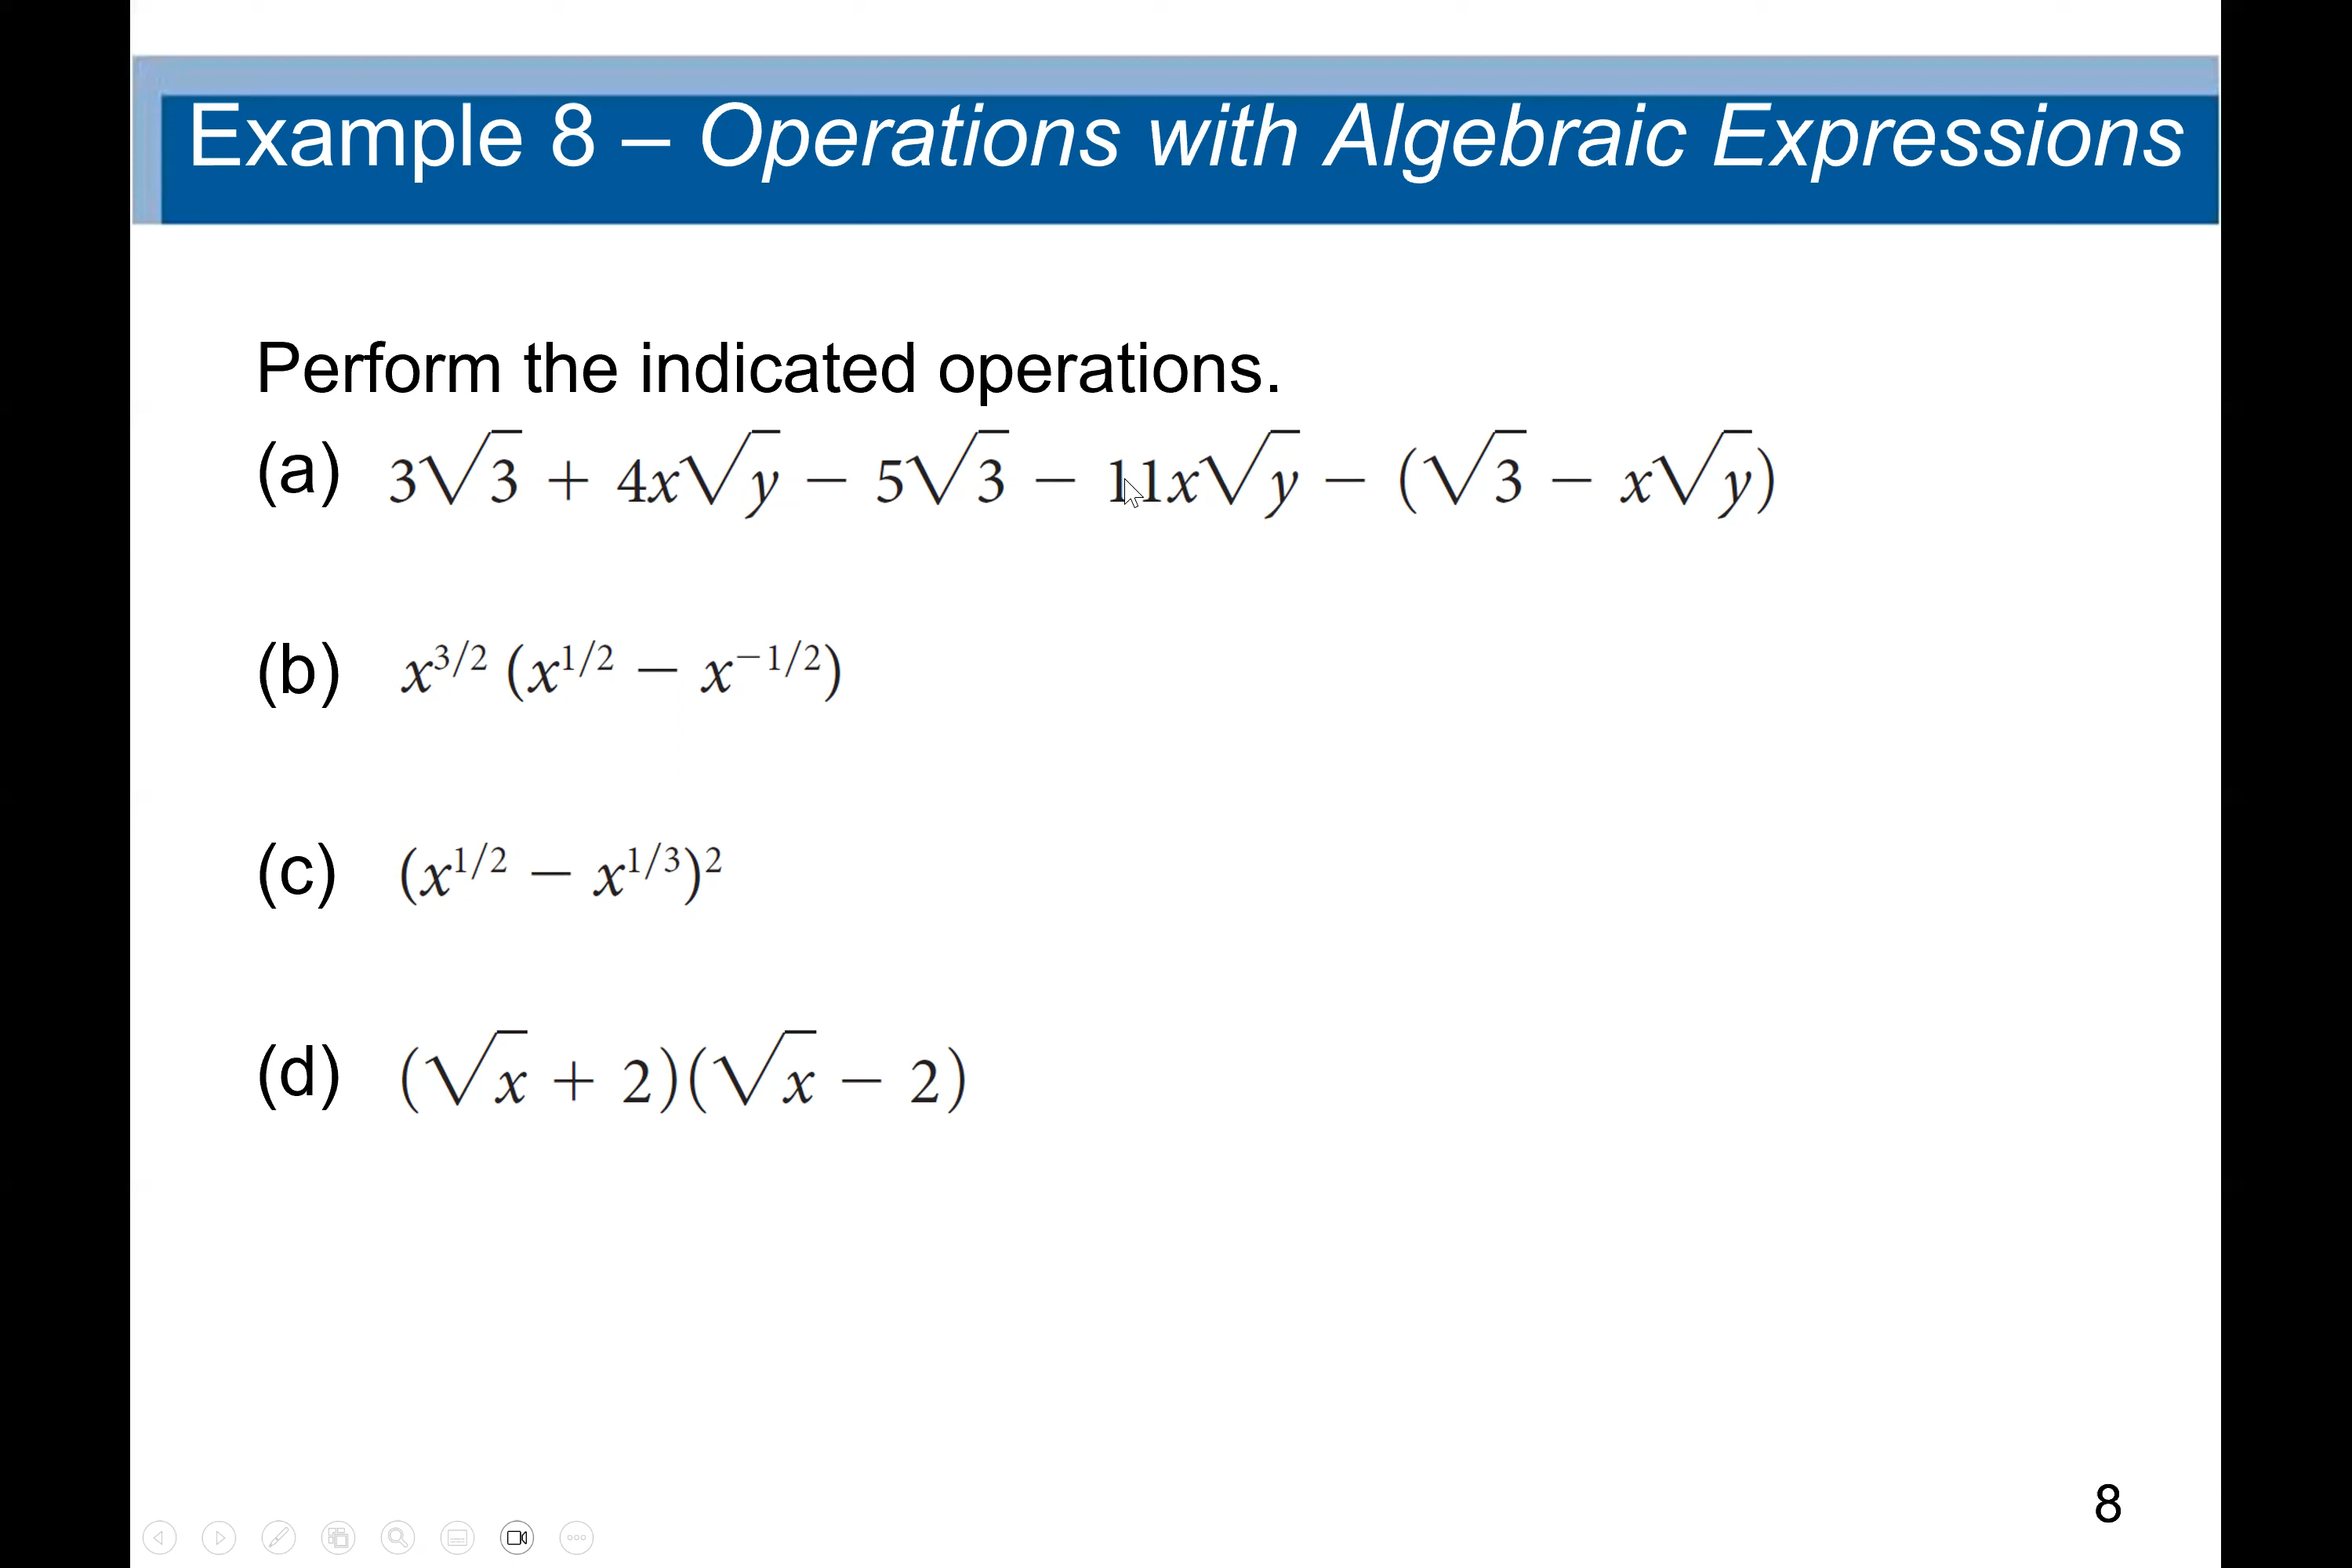 Example 8 – Operations with Algebraic Expressions
Perform the indicated operations.
(a) 3√3 + 4x√y − 5√3 − 11x√y − (√3 − x√y)
(b) x^{3/2} (x^{1/2} − x^{−1/2})
(c) (x^{1/2} − x^{1/3})^2
(d) (√x + 2)(√x − 2)
8